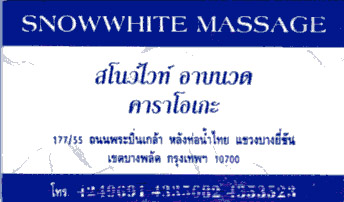 SNOWWHITE MASSAGE
สโนว์ไวท์ อาบนวด
คาราโอเกะ
177/55 ถนนพระปิ่นเกล้า หลังท่อน้ำไทย แขวงบางยี่ขัน
เขตบางพลัด กรุงเทพฯ 10700
โทร.